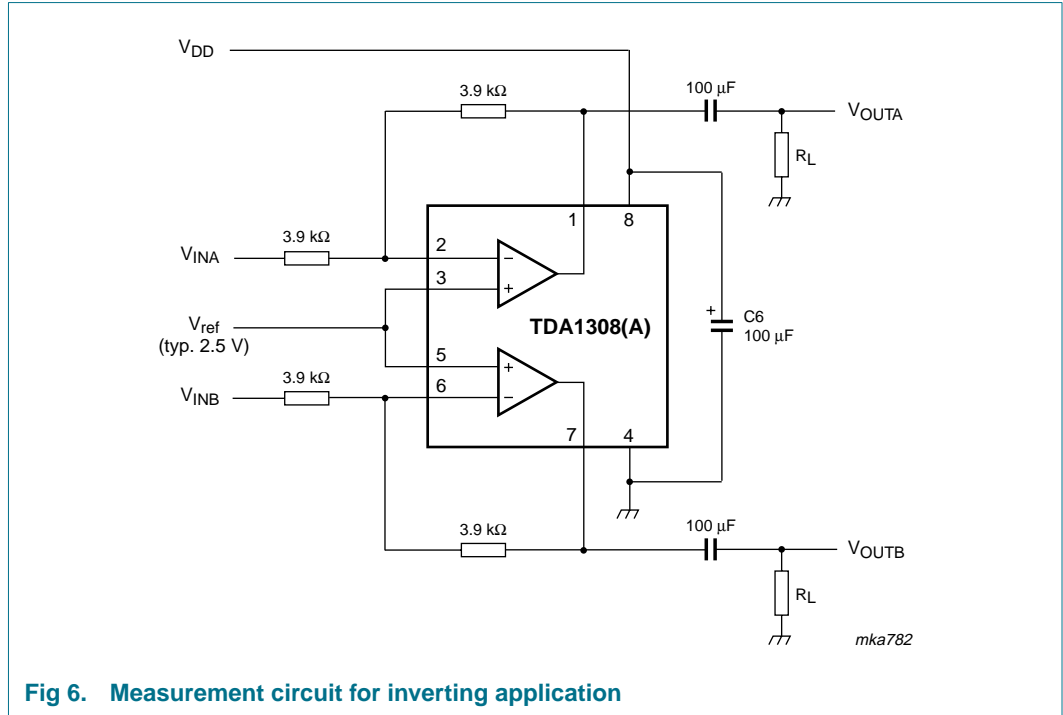 VDD
3.9 kΩ
100 μF
VOUTA
RL
1
8
3.9 kΩ
VINA
2
−
3
+
Vref
(typ. 2.5 V)
TDA1308(A)
+
C6
100 μF
5
+
3.9 kΩ
VINB
6
−
7
4
3.9 kΩ
100 μF
VOUTB
RL
mka782
Fig 6. Measurement circuit for inverting application